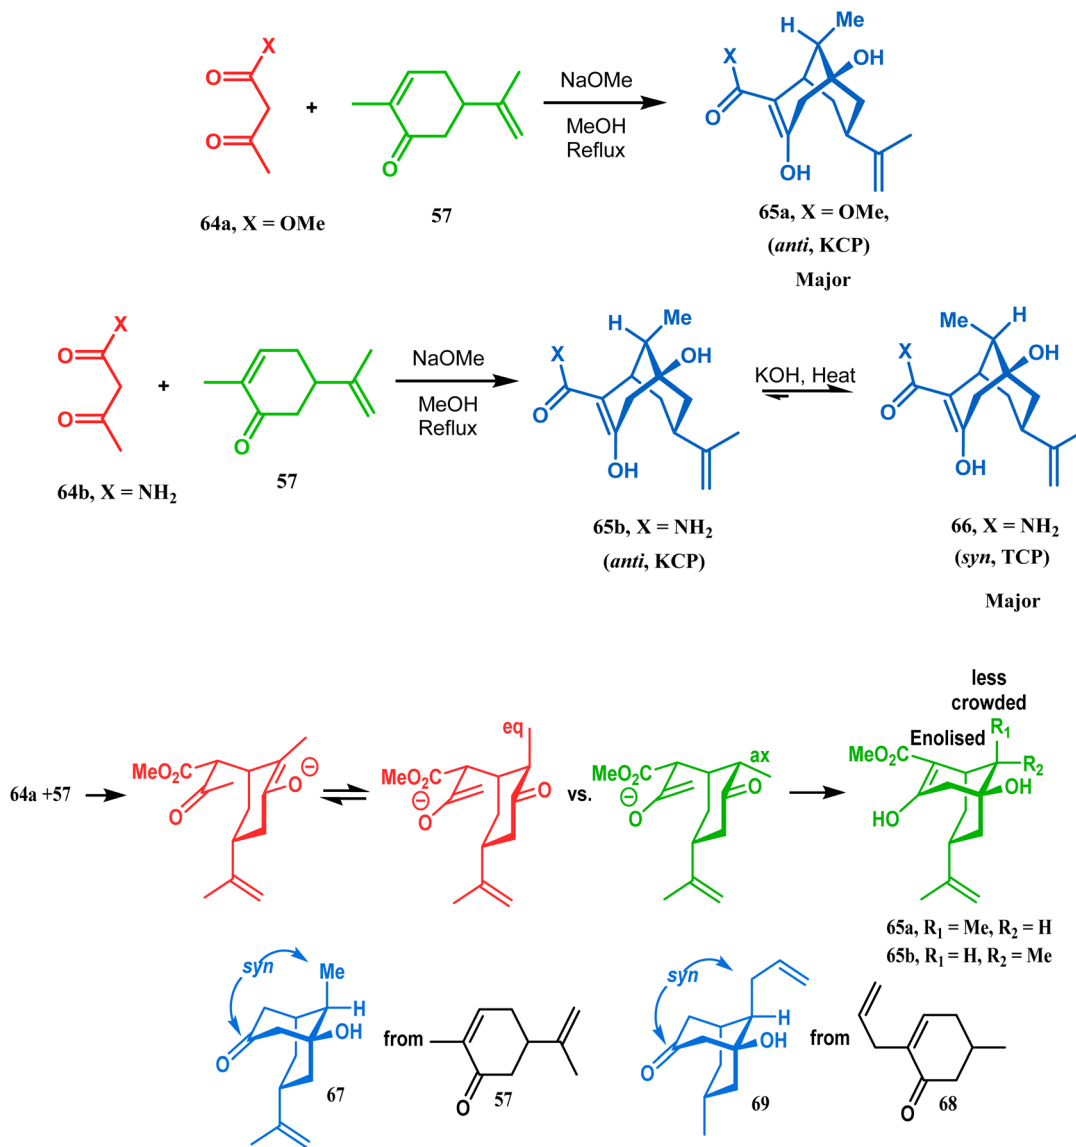 X
O
O
64a, X = OMe
+
O
57
NaOMe
MeOH
Reflux
H
Me
OH
X
O
OH
65a, X = OMe,
(anti, KCP)
Major
X
O
O
64b, X = NH2
+
O
57
NaOMe
MeOH
Reflux
H
Me
OH
X
O
OH
65b, X = NH2
(anti, KCP)
KOH, Heat
Me
H
OH
X
O
OH
66, X = NH2
(syn, TCP)
Major
64a +57
MeO2C
O
O
⊖
MeO2C
⊖
O
eq
O
vs.
MeO2C
⊖
O
ax
O
less
crowded
Enolised
R1
MeO2C
R2
OH
HO
65a, R1 = Me, R2 = H
65b, R1 = H, R2 = Me
syn
Me
H
OH
O
67
from
O
57
syn
H
OH
O
69
from
O
68